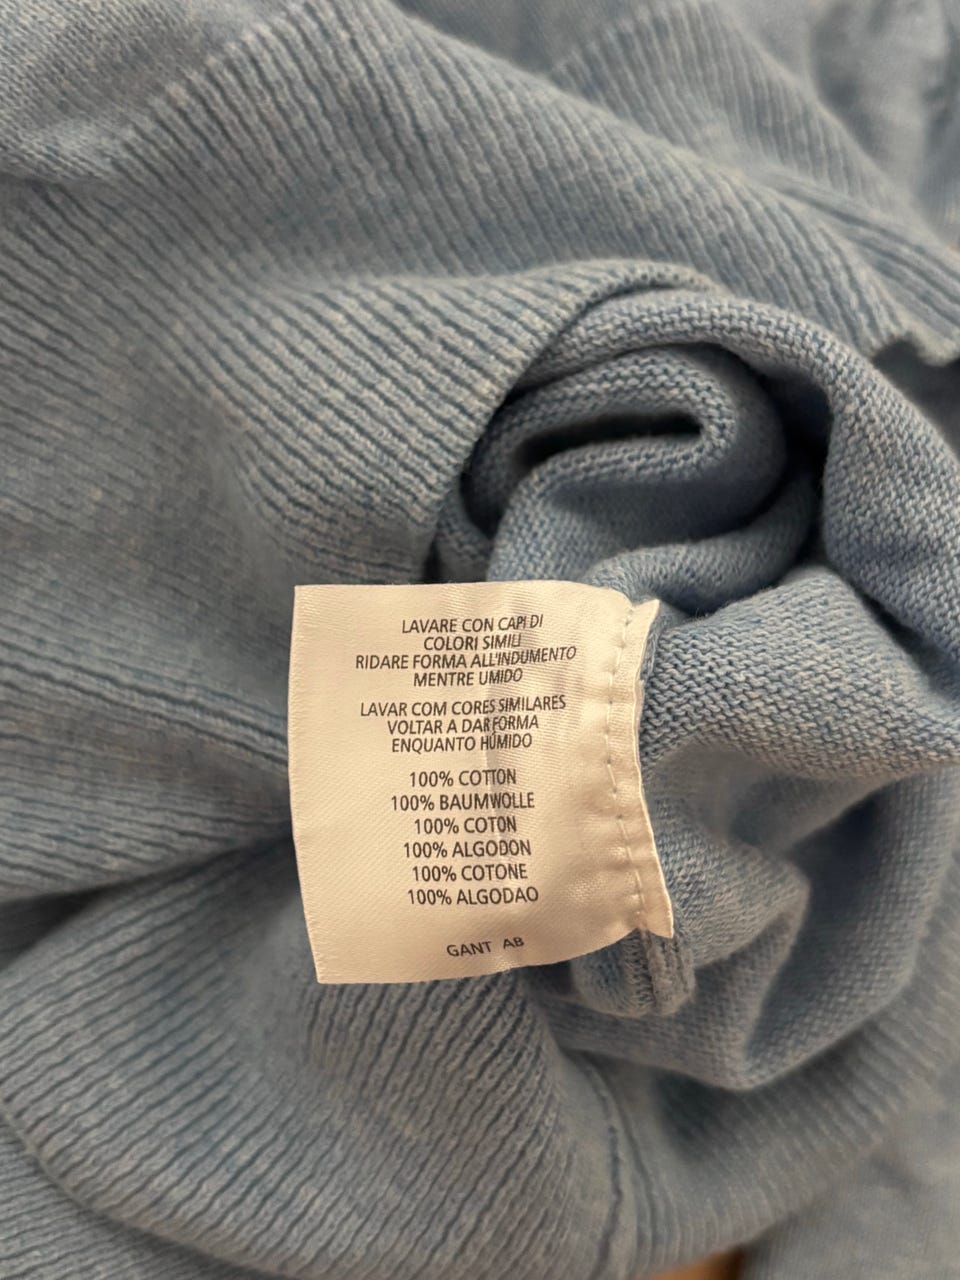 LAVARE CON CAPI DI
COLORI SIMILI
RIDARE FORMA ALL'INDUMENTO
MENTRE UMIDO
LAVAR COM CORES SIMILARES
VOLTAR A DAR FORMA
ENQUANTO HÚMIDO
100% COTTON
100% BAUMWOLLE
100% COTON
100% ALGODON
100% COTONE
100% ALGODAO
GANT AB